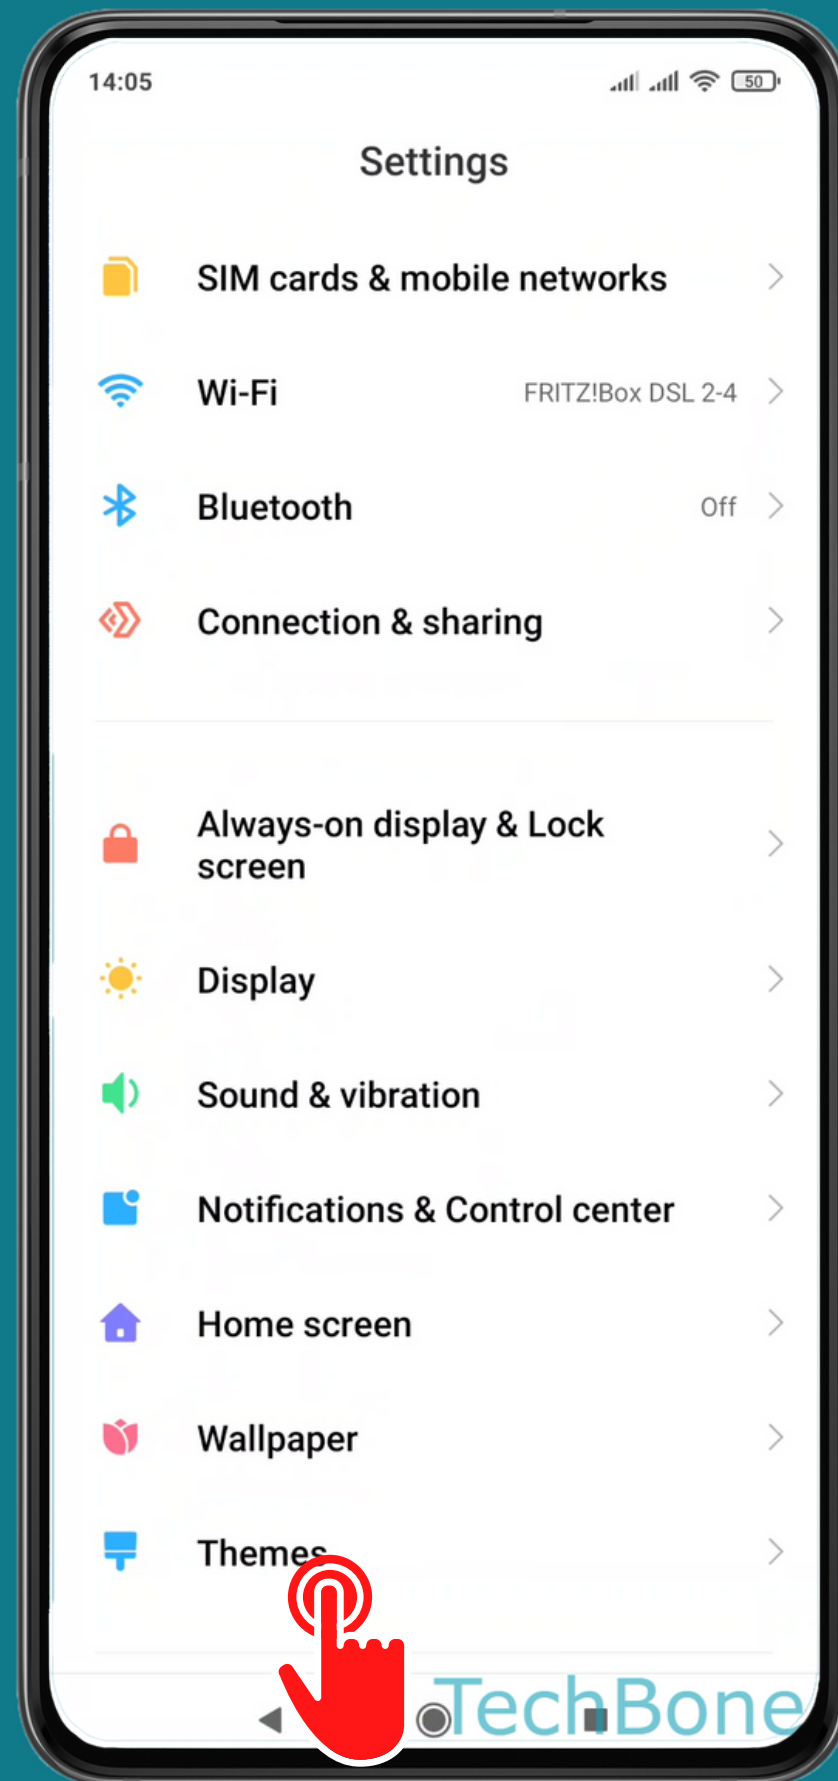 14:05
50
Settings
SIM cards & mobile networks
Wi-Fi
FRITZ!Box DSL 2-4
Bluetooth
Off
Connection & sharing
Always-on display & Lock
screen
Display
Sound & vibration
Notifications & Control center
Home screen
Wallpaper
Themes
TechBone